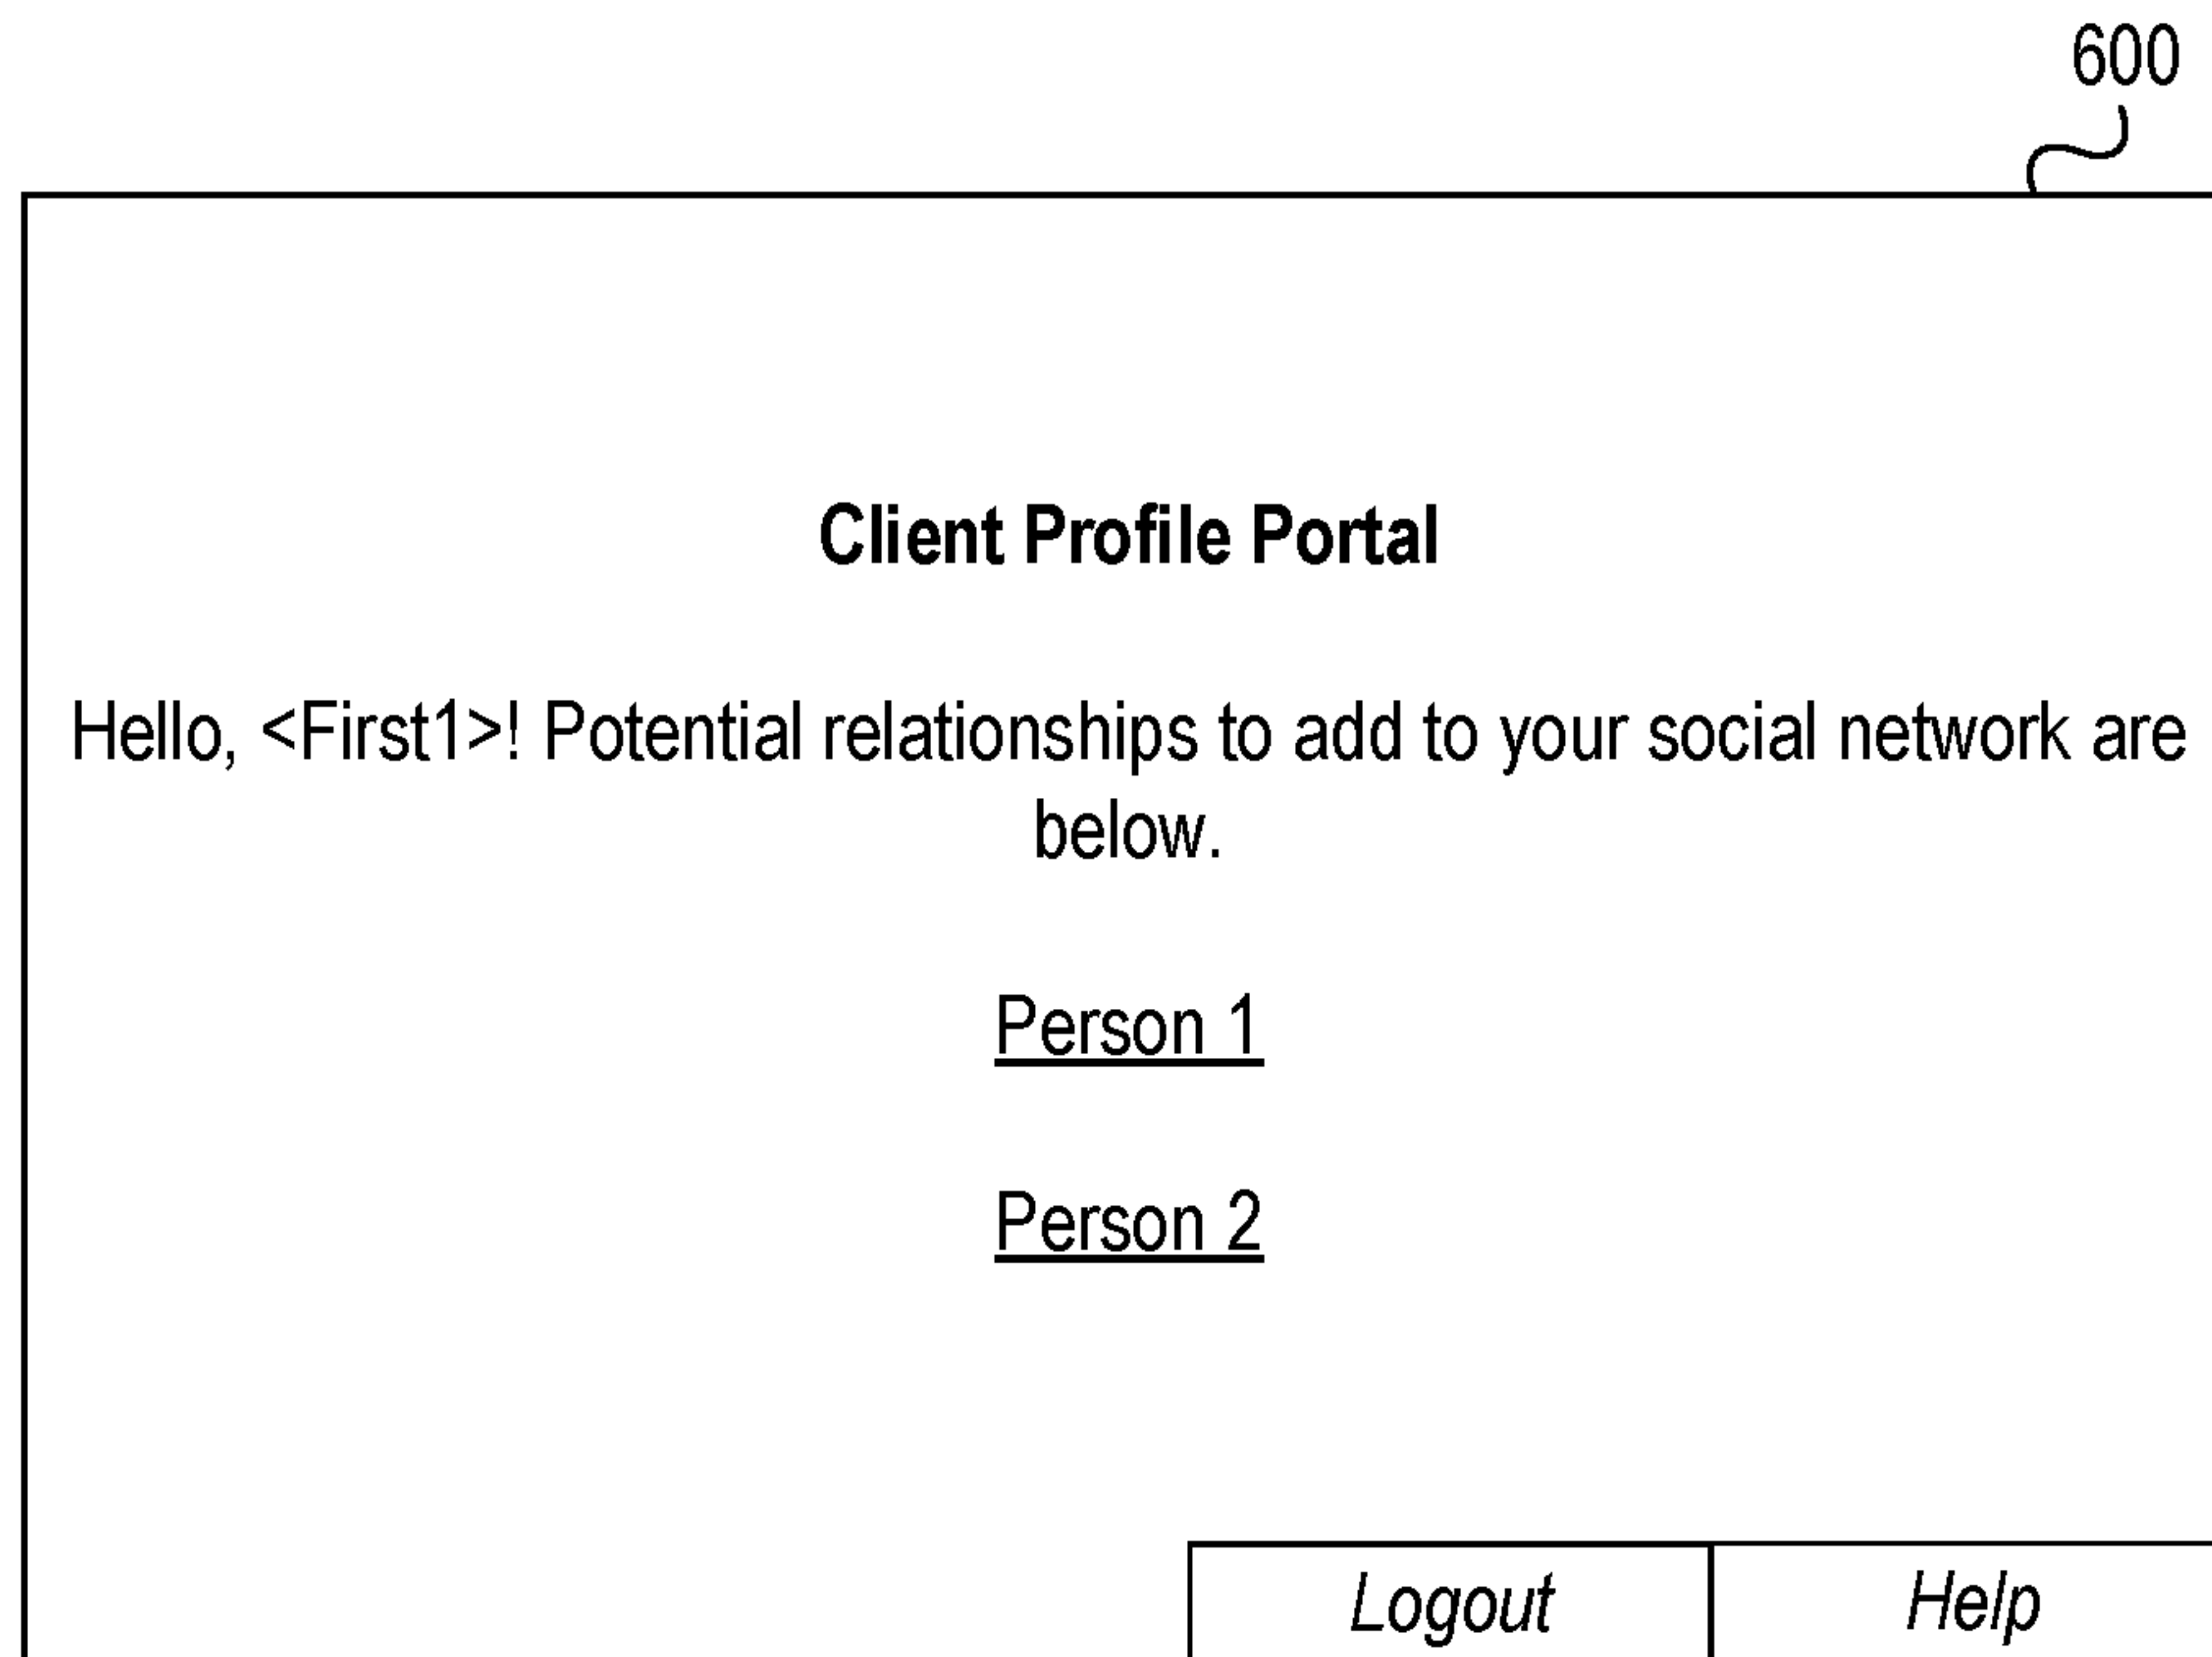 600
Client Profile Portal
Hello, <First1>! Potential relationships to add to your social network are
below.
Person 1
Person 2
Logout Help